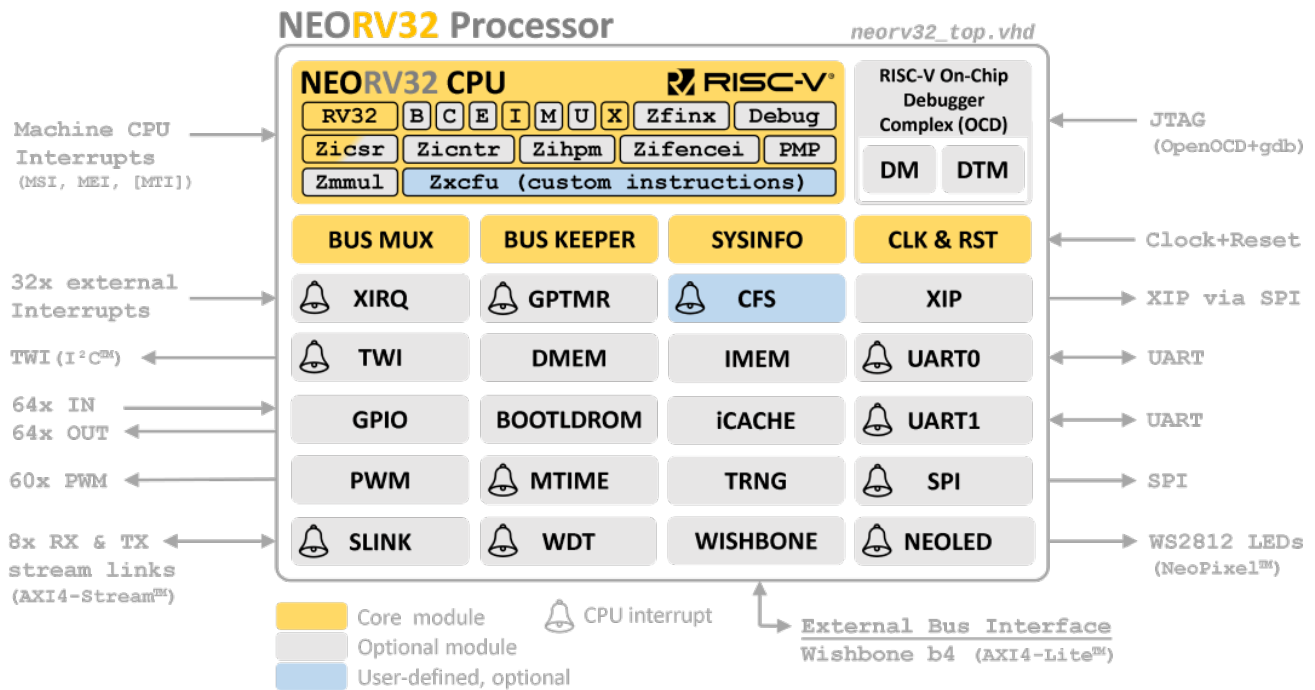 NEORV32 Processor
neorv32_top.vhd
NEORV32 CPU
RISC-V®
RV32 B C E I M U X Zfinx Debug
Zicsr Zicntr Zihpm Zifencei PMP
Zmmul Zxcfu (custom instructions)
RISC-V On-Chip
Debugger
Complex (OCD)
DM DTM
BUS MUX BUS KEEPER SYSINFO CLK & RST
XIRQ GPTMR CFS XIP
TWI DMEM IMEM UART0
GPIO BOOTLDROM iCACHE UART1
PWM MTIME TRNG SPI
SLINK WDT WISHBONE NEOLED
Machine CPU
Interrupts
(MSI, MEI, [MTI])
32x external
Interrupts
TWI (I²C™)
64x IN
64x OUT
60x PWM
8x RX & TX
stream links
(AXI4-Stream™)
JTAG
(OpenOCD+gdb)
Clock+Reset
XIP via SPI
UART
UART
SPI
WS2812 LEDs
(NeoPixel™)
Core module
Optional module
User-defined, optional
CPU interrupt
External Bus Interface
Wishbone b4 (AXI4-Lite™)